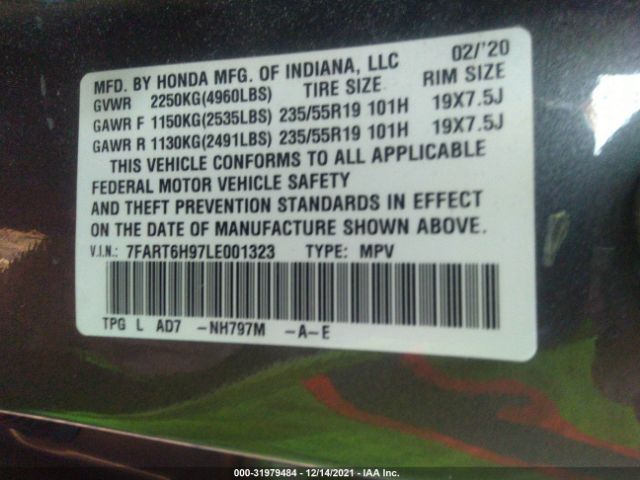 MFD. BY HONDA MFG. OF INDIANA, LLC 02/'20
GVWR 2250KG(4960LBS) TIRE SIZE RIM SIZE
GAWR F 1150KG(2535LBS) 235/55R19 101H 19X7.5J
GAWR R 1130KG(2491LBS) 235/55R19 101H 19X7.5J
THIS VEHICLE CONFORMS TO ALL APPLICABLE
FEDERAL MOTOR VEHICLE SAFETY
AND THEFT PREVENTION STANDARDS IN EFFECT
ON THE DATE OF MANUFACTURE SHOWN ABOVE.
V.I.N.: 7FART6H97LE001323 TYPE: MPV
TPG L AD7 -NH797M -A-E
000-31979484 - 12/14/2021 - IAA Inc.